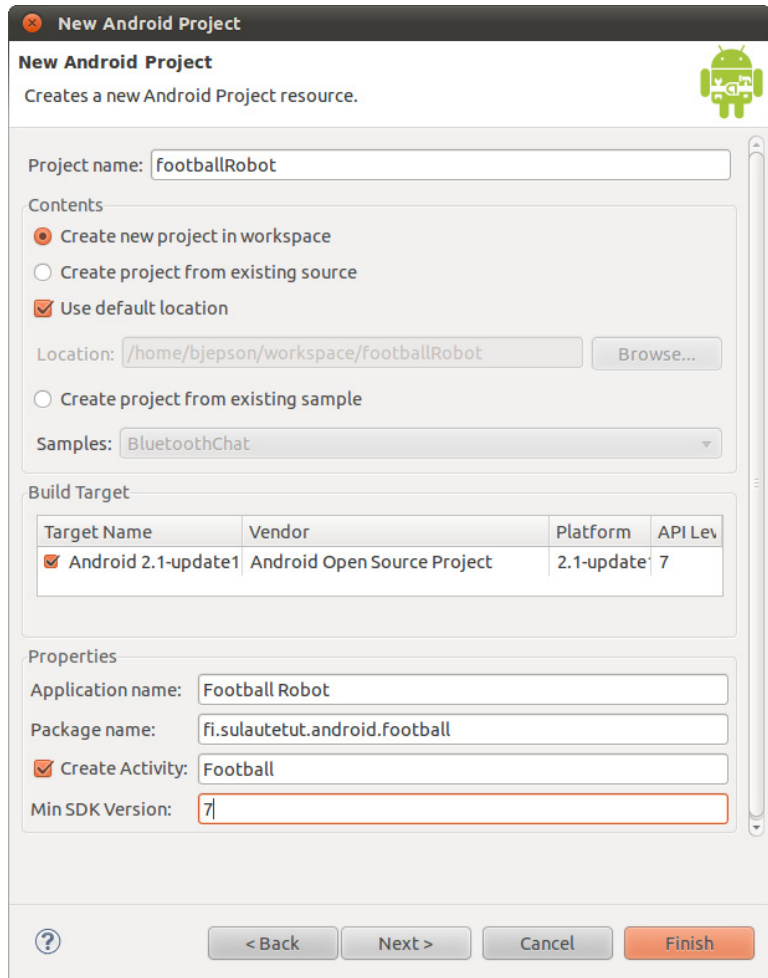 New Android Project
New Android Project
Creates a new Android Project resource.
Project name: footballRobot
Contents
Create new project in workspace
Create project from existing source
Use default location
Location: /home/bjepson/workspace/footballRobot Browse...
Create project from existing sample
Samples: BluetoothChat
Build Target
Target Name Vendor Platform API Lev
Android 2.1-update1 Android Open Source Project 2.1-update1 7
Properties
Application name: Football Robot
Package name: fi.sulautetut.android.football
Create Activity: Football
Min SDK Version: 7
? < Back Next > Cancel Finish